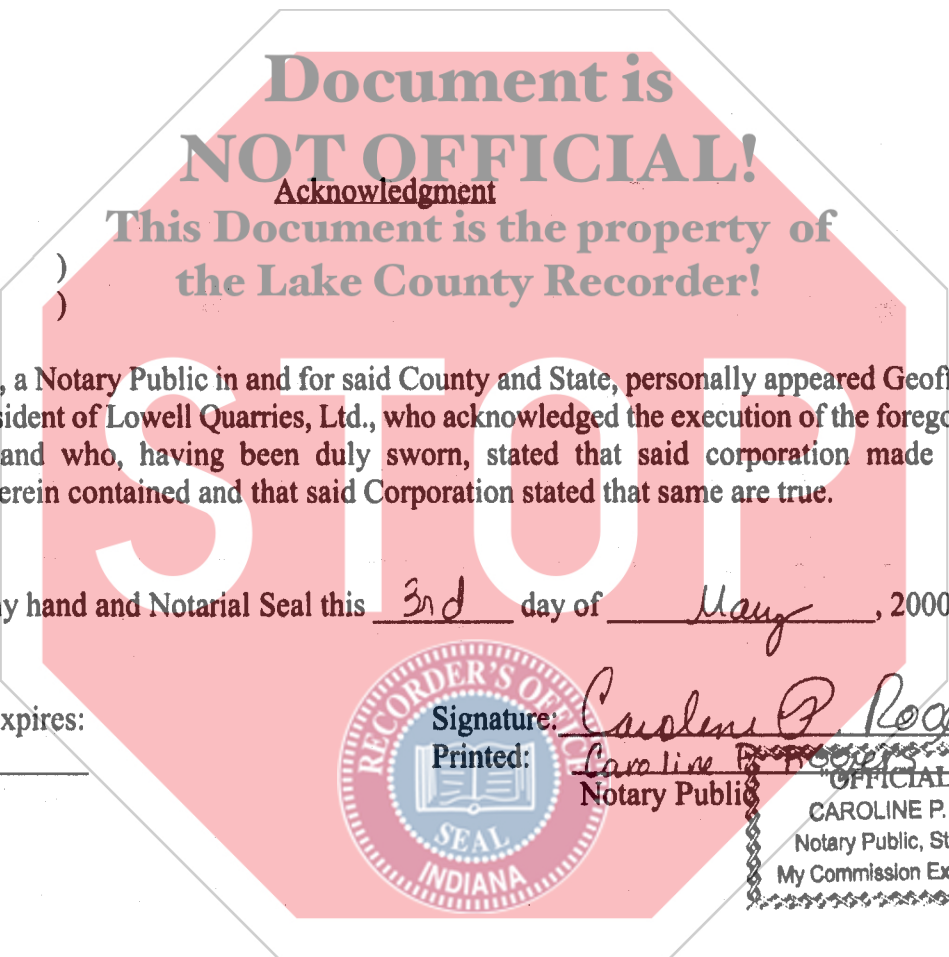 Document is
NOT OFFICIAL!
Acknowledgment
This Document is the property of
the Lake County Recorder!
)
)
STOP
, a Notary Public in and for said County and State, personally appeared Geoff
sident of Lowell Quarries, Ltd., who acknowledged the execution of the forego
and who, having been duly sworn, stated that said corporation made
erein contained and that said Corporation stated that same are true.
y hand and Notarial Seal this 3rd day of May, 2000
xpires:
Signature: Caroline P. Rog
Printed: Caroline P. Rogers
Notary Public
"OFFICIAL
CAROLINE P.
Notary Public, St
My Commission Ex
RECORDER'S OFFICE
SEAL
INDIANA